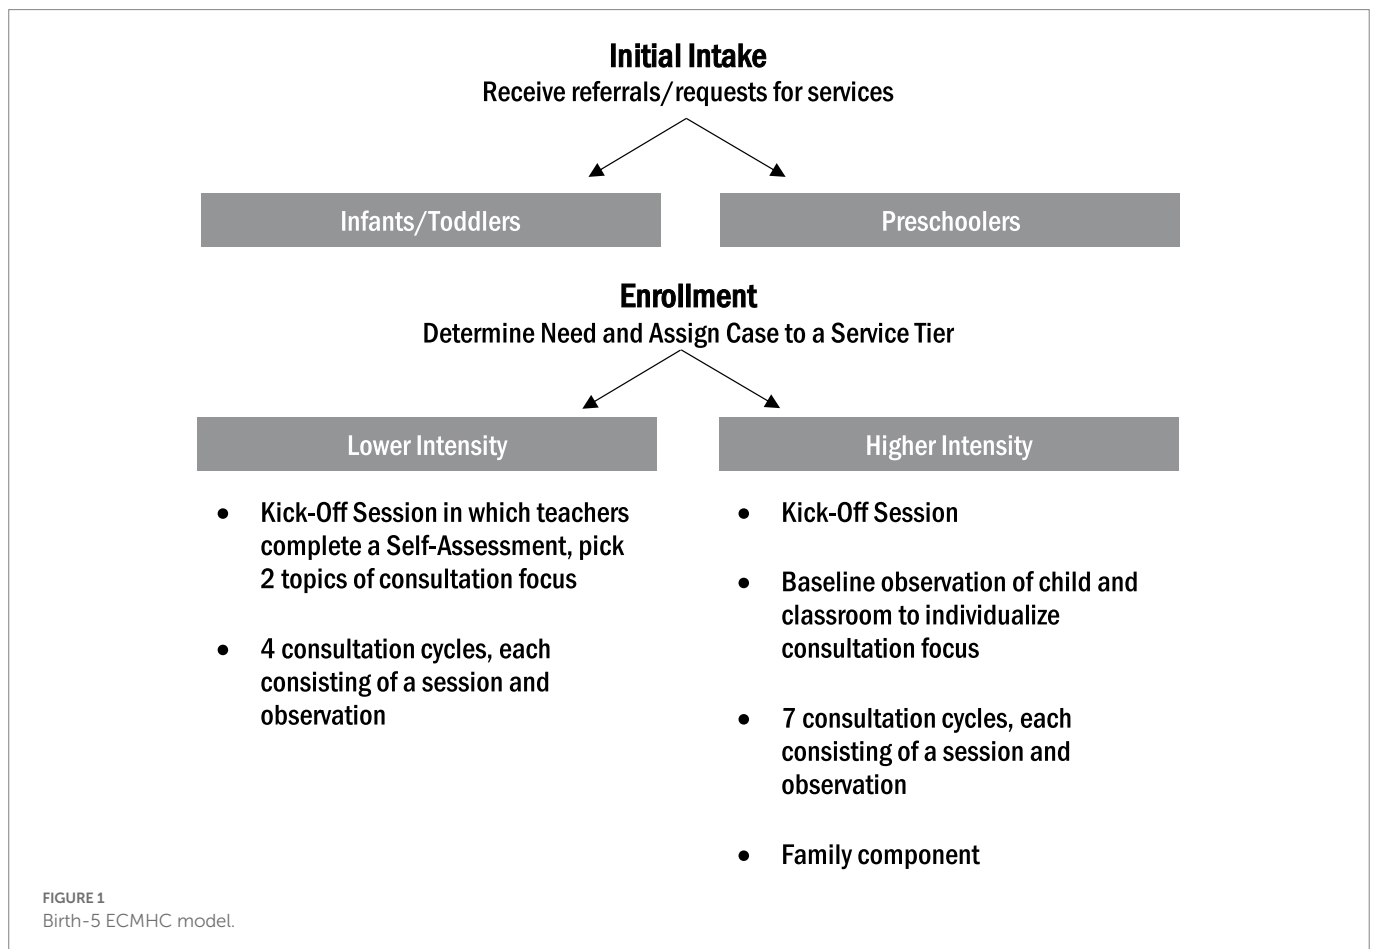 Initial Intake
Receive referrals/requests for services
Infants/Toddlers
Preschoolers
Enrollment
Determine Need and Assign Case to a Service Tier
Lower Intensity
• Kick-Off Session in which teachers
complete a Self-Assessment, pick
2 topics of consultation focus
• 4 consultation cycles, each
consisting of a session and
observation
Higher Intensity
• Kick-Off Session
• Baseline observation of child and
classroom to individualize
consultation focus
• 7 consultation cycles, each
consisting of a session and
observation
• Family component
FIGURE 1
Birth-5 ECMHC model.